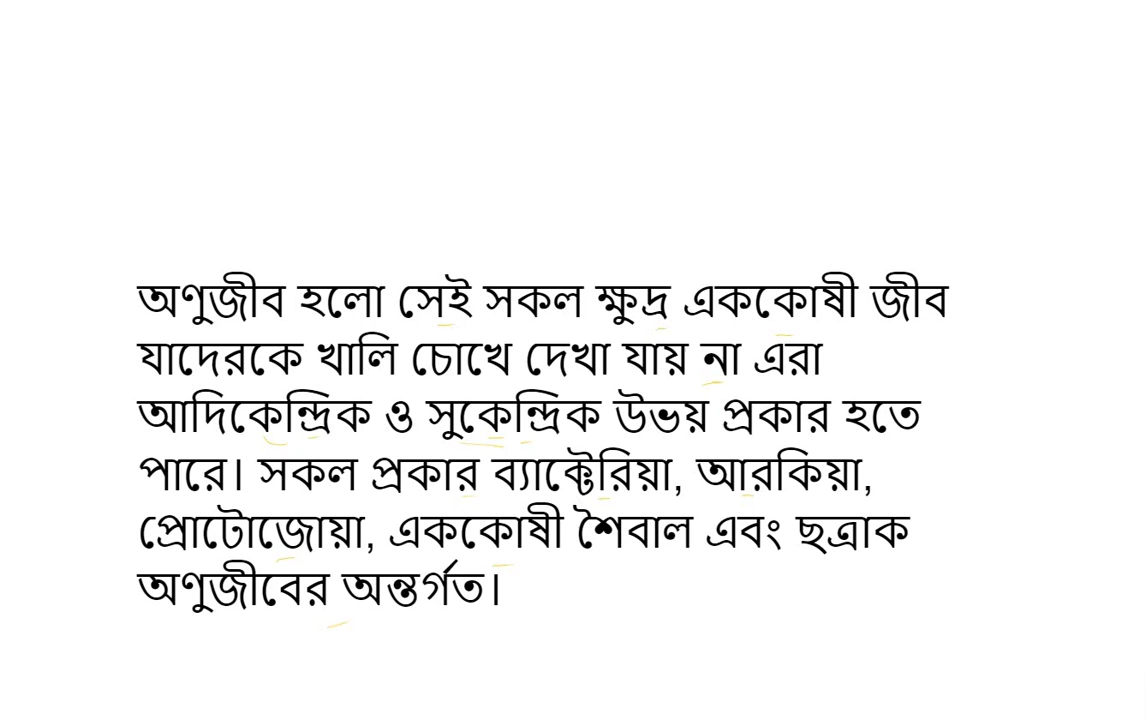 অণুজীব হলো সেই সকল ক্ষুদ্র এককোষী জীব
যাদেরকে খালি চোখে দেখা যায় না এরা
আদিকেন্দ্রিক ও সুকেন্দ্রিক উভয় প্রকার হতে
পারে। সকল প্রকার ব্যাক্টেরিয়া, আরকিয়া,
প্রোটোজোয়া, এককোষী শৈবাল এবং ছত্রাক
অণুজীবের অন্তর্গত।